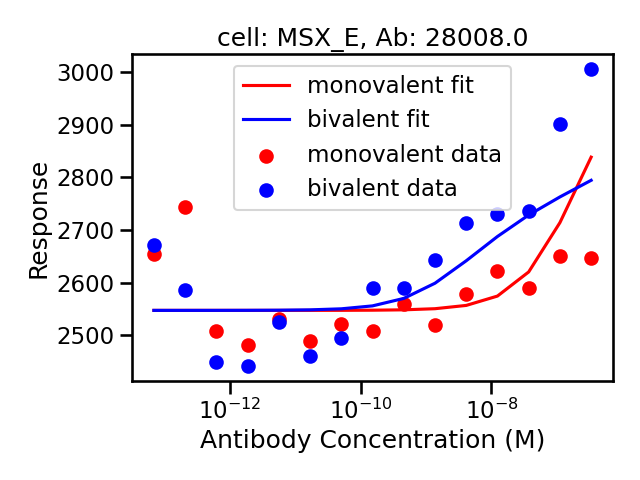 cell: MSX_E, Ab: 28008.0
3000
2900
2800
2700
2600
2500
Response
monovalent fit
bivalent fit
monovalent data
bivalent data
10⁻¹² 10⁻¹⁰ 10⁻⁸
Antibody Concentration (M)